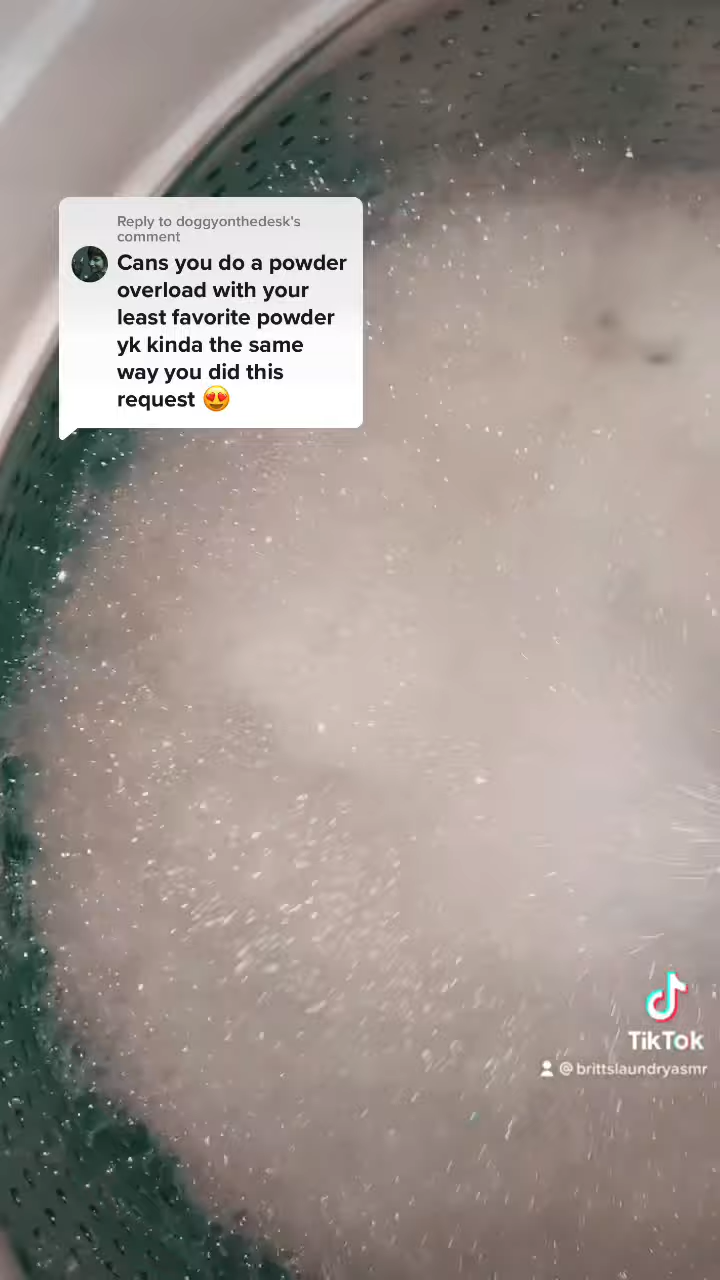 Reply to doggyonthedesk's
comment
Cans you do a powder
overload with your
least favorite powder
yk kinda the same
way you did this
request 😍
TikTok
@brittslaundryasmr